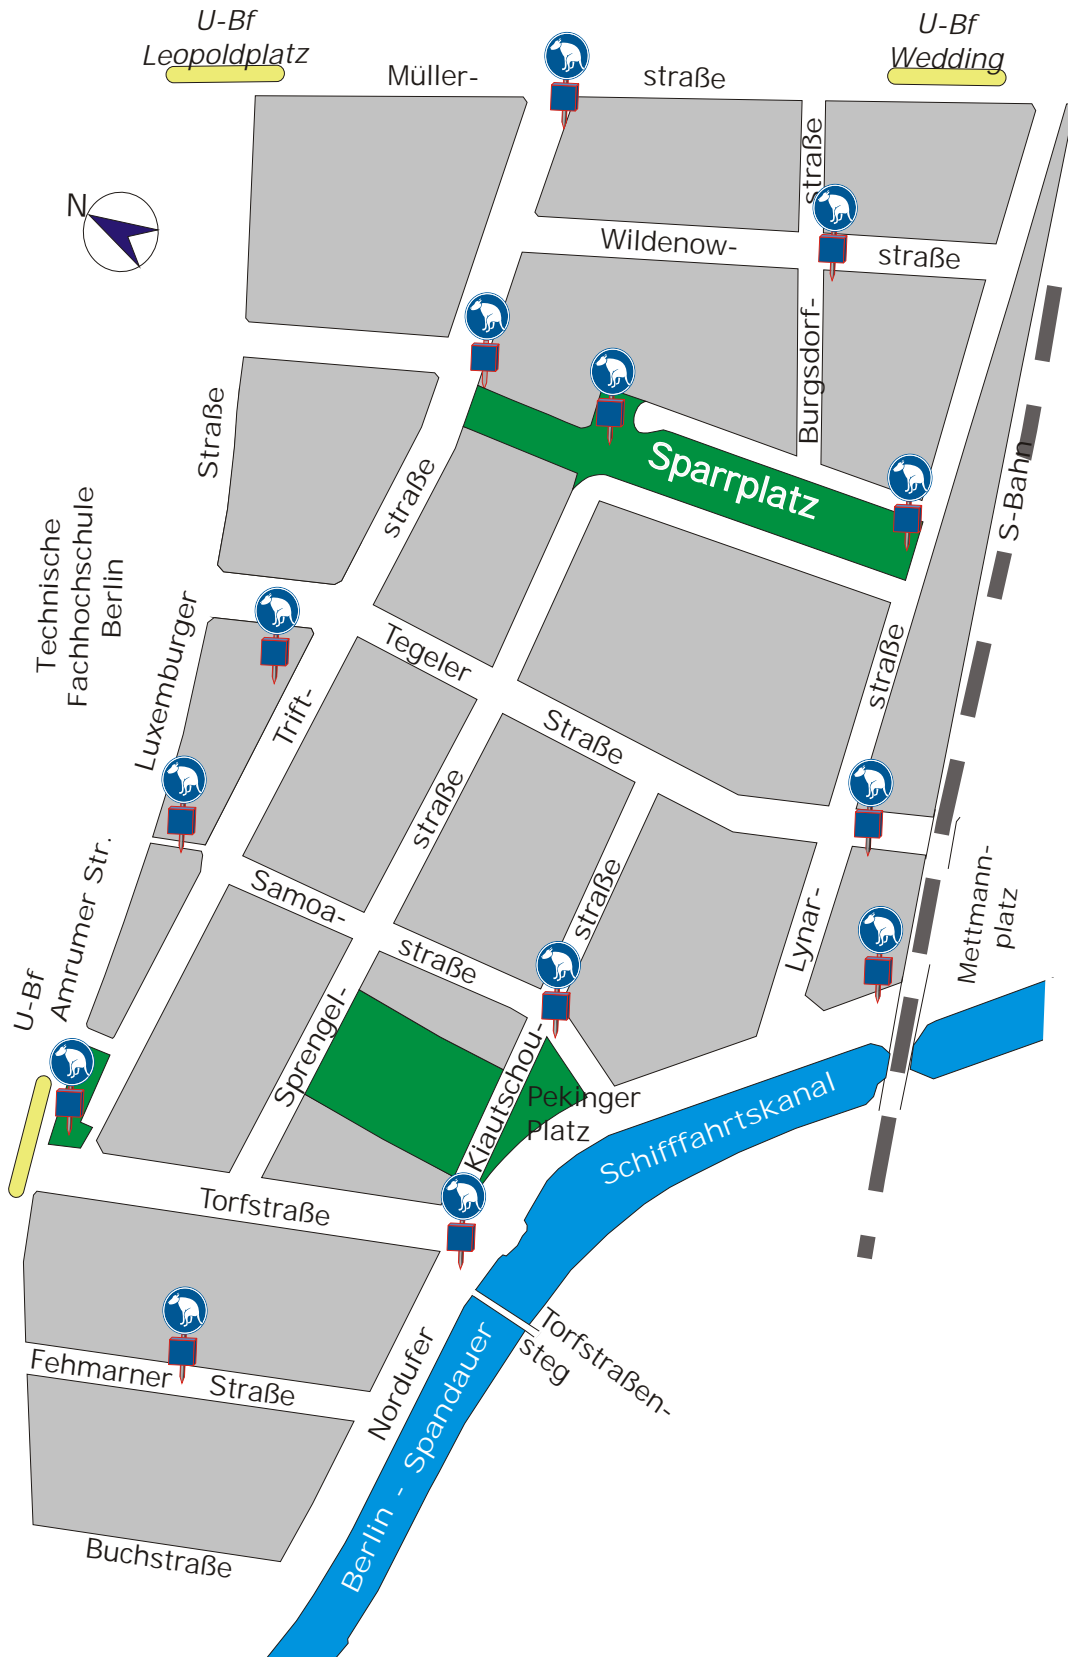 U-Bf
Leopoldplatz
U-Bf
Wedding
Müller-
straße
straße
N
Wildenow-
straße
Burgsdorf-
Straße
straße
Sparrplatz
S-Bahn
Technische
Fachhochschule
Berlin
Luxemburger
Tegeler
straße
Trift-
Straße
straße
Amrumer Str.
Samoa-
straße
straße
Lynar-
Mettmann-
platz
U-Bf
Sprengel-
Kiautschou-
Pekinger
Platz
Schifffahrtskanal
Torfstraße
Torfstraßen-
steg
Fehmarner
Straße
Nordufer
Berlin - Spandauer
Buchstraße